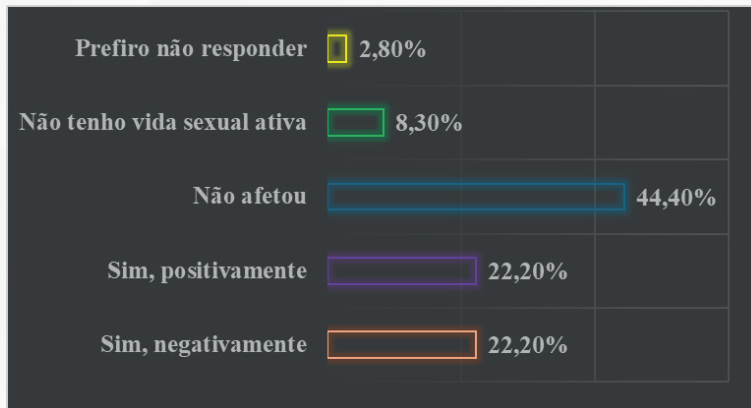 Prefiro não responder 2,80%
Não tenho vida sexual ativa 8,30%
Não afetou 44,40%
Sim, positivamente 22,20%
Sim, negativamente 22,20%